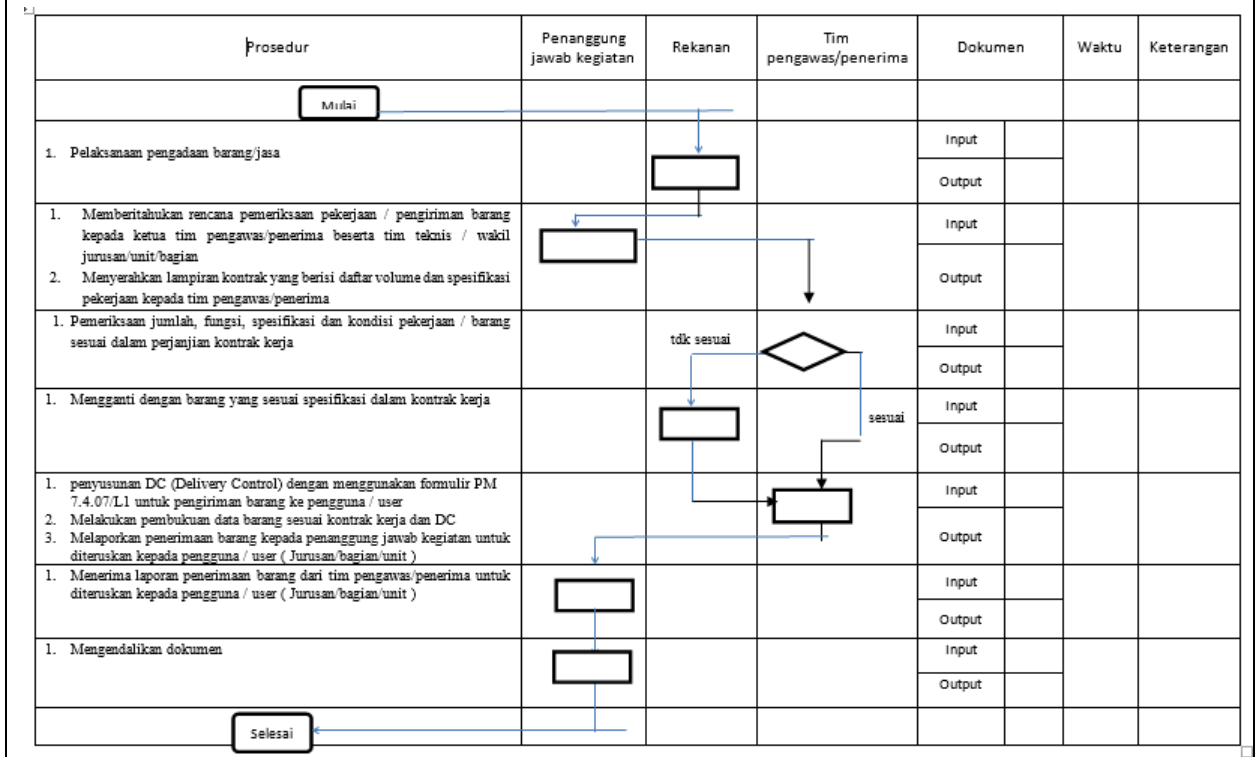 Prosedur
Penanggung
jawab kegiatan
Rekanan
Tim
pengawas/penerima
Dokumen
Waktu
Keterangan
Mulai
1. Pelaksanaan pengadaan barang/jasa
Input
Output
1. Memberitahukan rencana pemeriksaan pekerjaan / pengiriman barang
kepada ketua tim pengawas/penerima beserta tim teknis / wakil
jurusan/unit/bagian
2. Menyerahkan lampiran kontrak yang berisi daftar volume dan spesifikasi
pekerjaan kepada tim pengawas/penerima
Input
Output
1. Pemeriksaan jumlah, fungsi, spesifikasi dan kondisi pekerjaan / barang
sesuai dalam perjanjian kontrak kerja
tdk sesuai
Input
Output
1. Mengganti dengan barang yang sesuai spesifikasi dalam kontrak kerja
sesuai
Input
Output
1. penyusunan DC (Delivery Control) dengan menggunakan formulir PM
7.4.07/L1 untuk pengiriman barang ke pengguna / user
2. Melakukan pembukuan data barang sesuai kontrak kerja dan DC
3. Melaporkan penerimaan barang kepada penanggung jawab kegiatan untuk
diteruskan kepada pengguna / user ( Jurusan/bagian/unit )
Input
Output
1. Menerima laporan penerimaan barang dari tim pengawas/penerima untuk
diteruskan kepada pengguna / user ( Jurusan/bagian/unit )
Input
Output
1. Mengendalikan dokumen
Input
Output
Selesai